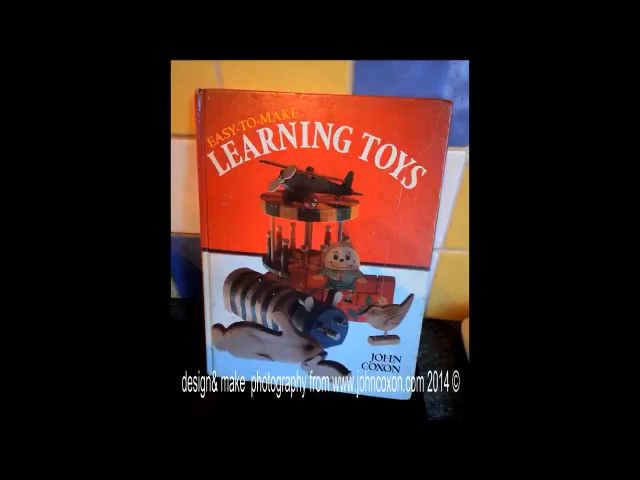 EASY-TO-MAKE
LEARNING TOYS
JOHN
COXON
design& make photography from www.johncoxon.com 2014 ©